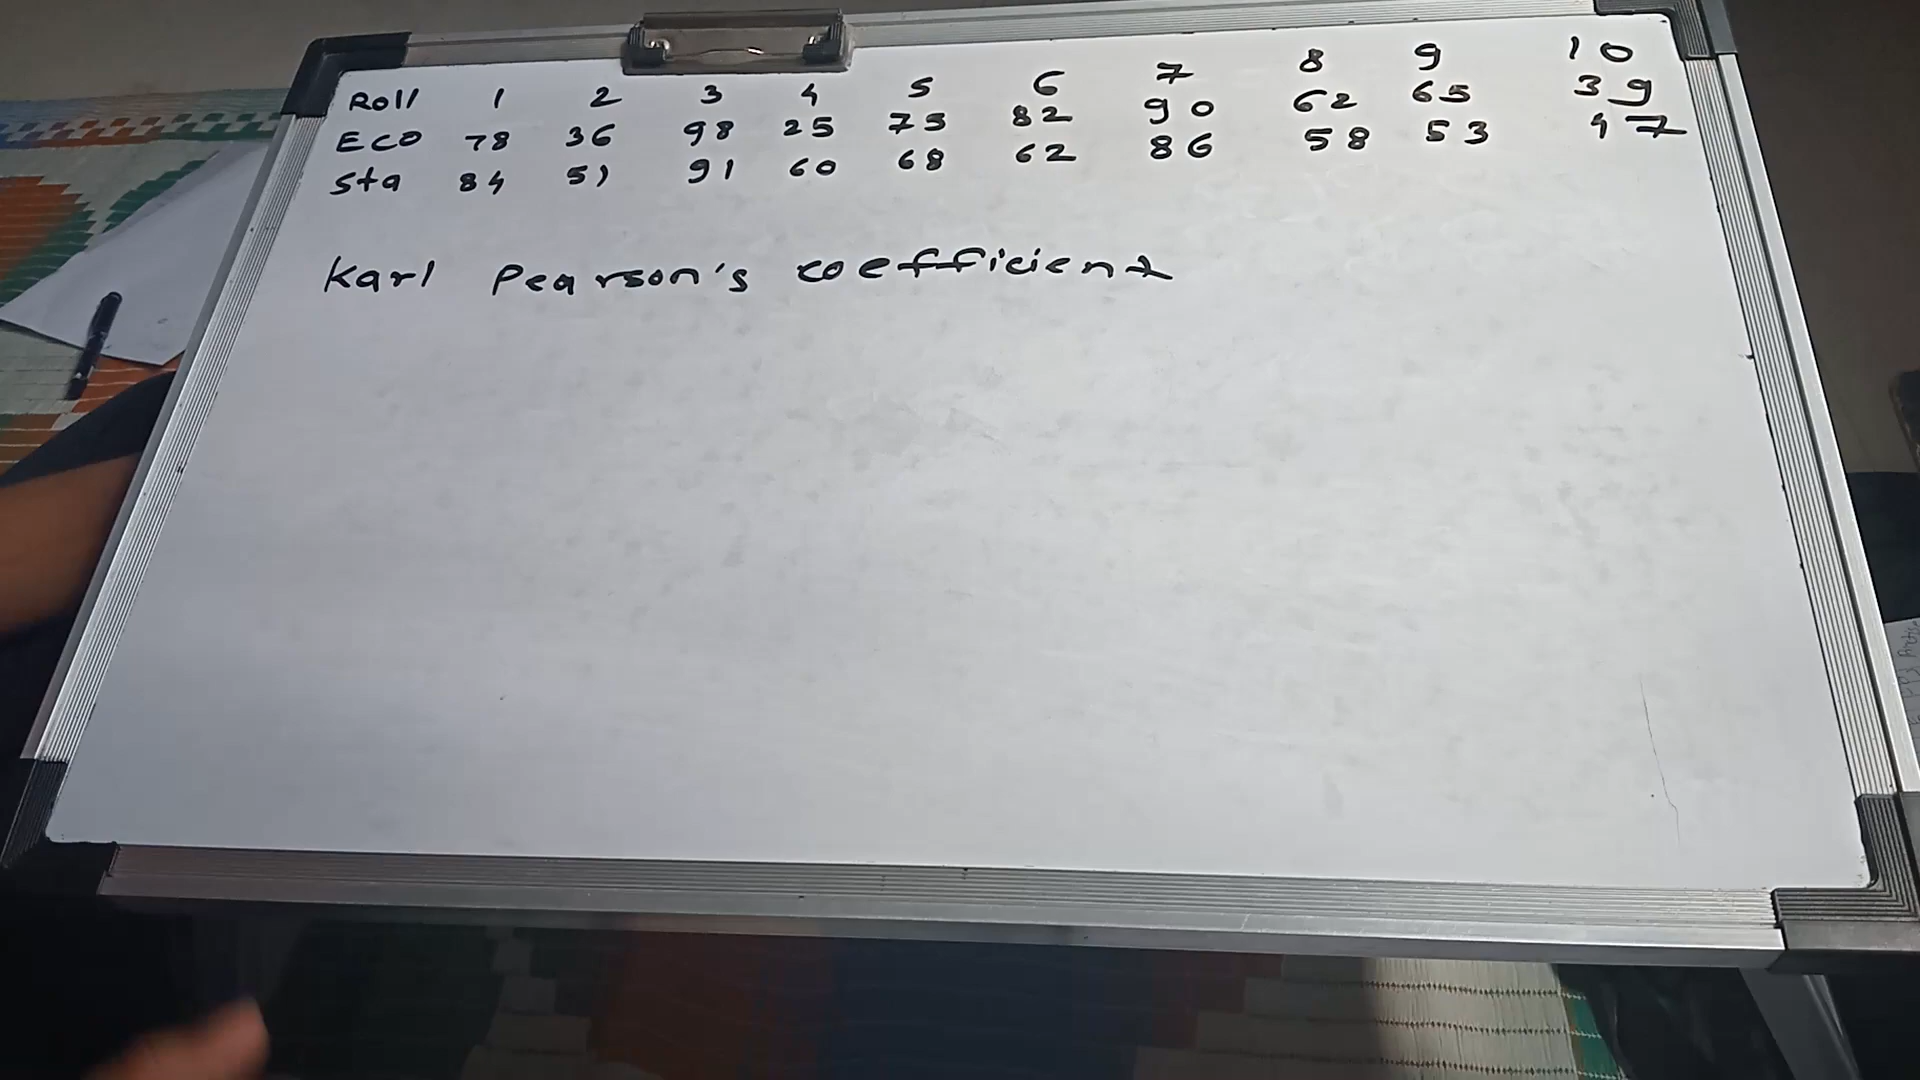 Roll 1 2 3 4 5 6 7 8 9 10
Eco 78 36 98 25 75 82 90 62 65 39
Sta 84 51 91 60 68 62 86 58 53 47
Karl Pearson's coefficient